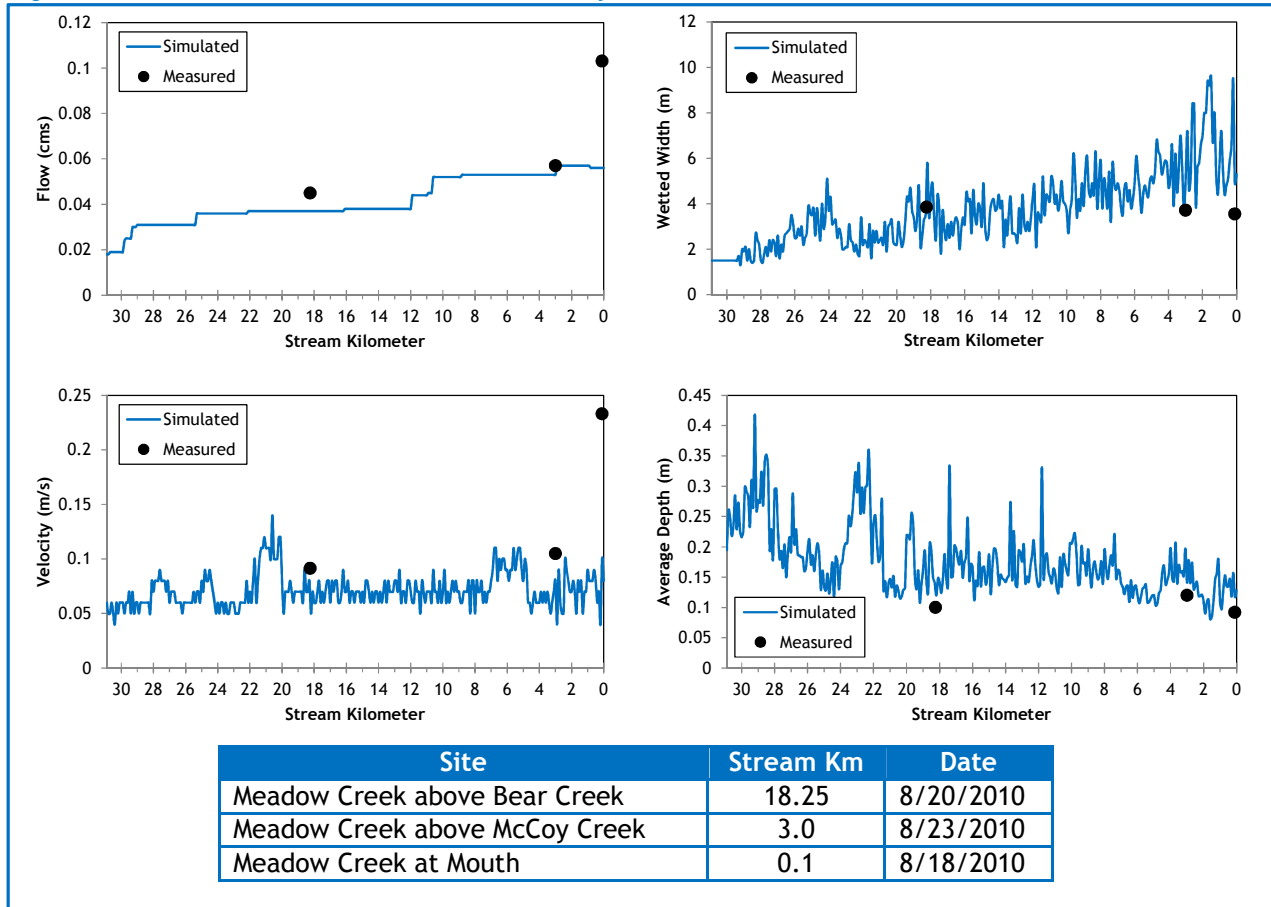 0.12
0.1
0.08
0.06
0.04
0.02
0
Flow (cms)
Simulated
Measured
30 28 26 24 22 20 18 16 14 12 10 8 6 4 2 0
Stream Kilometer
12
10
8
6
4
2
0
Wetted Width (m)
Simulated
Measured
30 28 26 24 22 20 18 16 14 12 10 8 6 4 2 0
Stream Kilometer
0.25
0.2
0.15
0.1
0.05
0
Velocity (m/s)
Simulated
Measured
30 28 26 24 22 20 18 16 14 12 10 8 6 4 2 0
Stream Kilometer
0.45
0.4
0.35
0.3
0.25
0.2
0.15
0.1
0.05
0
Average Depth (m)
Simulated
Measured
30 28 26 24 22 20 18 16 14 12 10 8 6 4 2 0
Stream Kilometer
Site Stream Km Date
Meadow Creek above Bear Creek 18.25 8/20/2010
Meadow Creek above McCoy Creek 3.0 8/23/2010
Meadow Creek at Mouth 0.1 8/18/2010